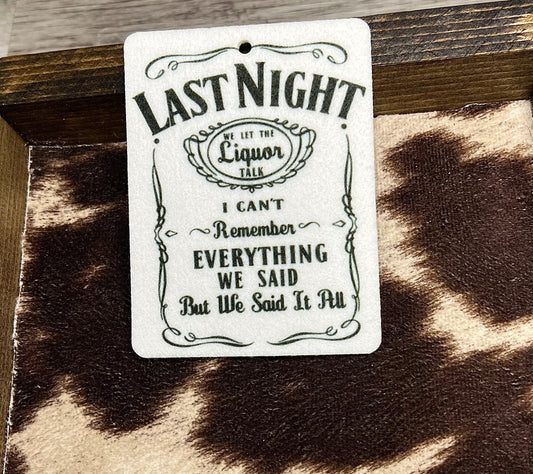 LAST NIGHT
WE LET THE
Liquor
TALK
I CAN'T
Remember
EVERYTHING
WE SAID
But We Said It All